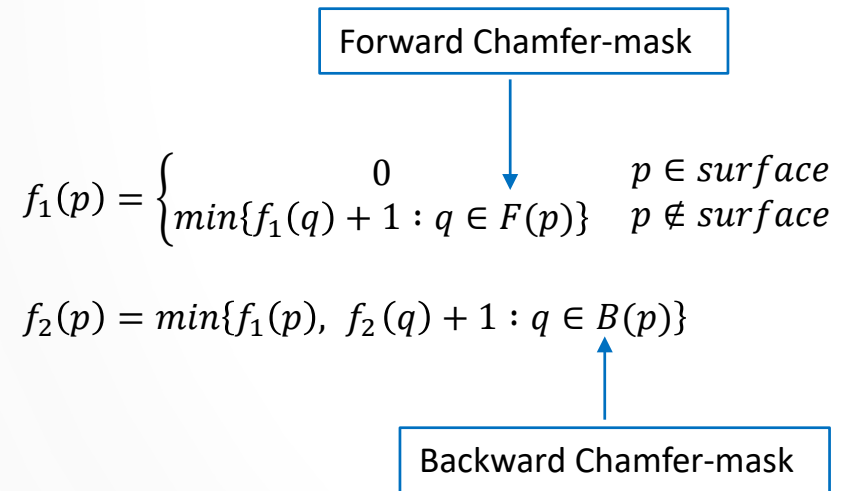 Forward Chamfer-mask
f₁(p) = { 0 p ∈ surface
min{f₁(q) + 1 : q ∈ F(p)} p ∉ surface
f₂(p) = min{f₁(p), f₂(q) + 1 : q ∈ B(p)}
Backward Chamfer-mask